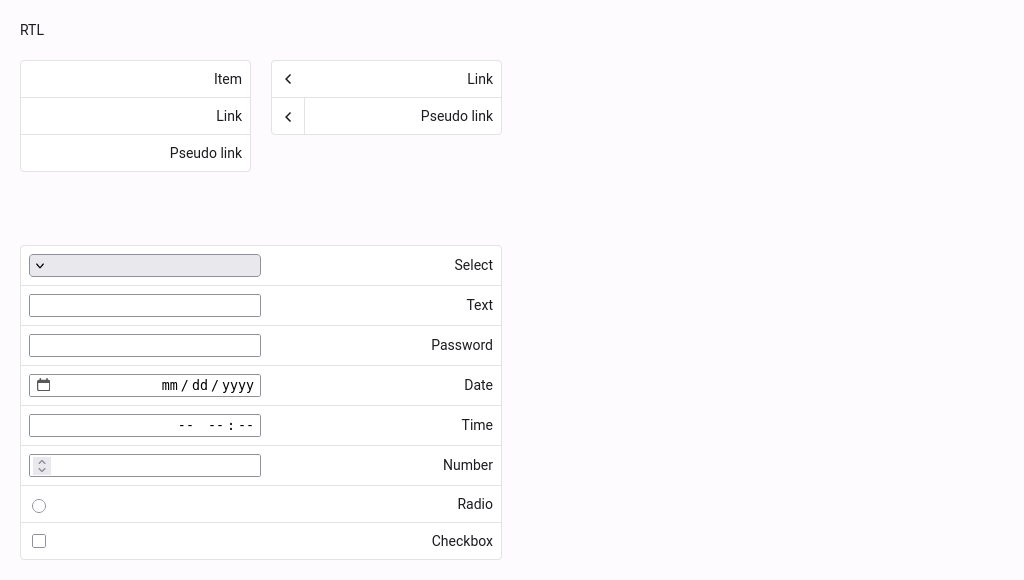 RTL
Item
Link
Pseudo link
Link
Pseudo link
Select
Text
Password
mm/dd/yyyy Date
-- --:-- Time
Number
Radio
Checkbox